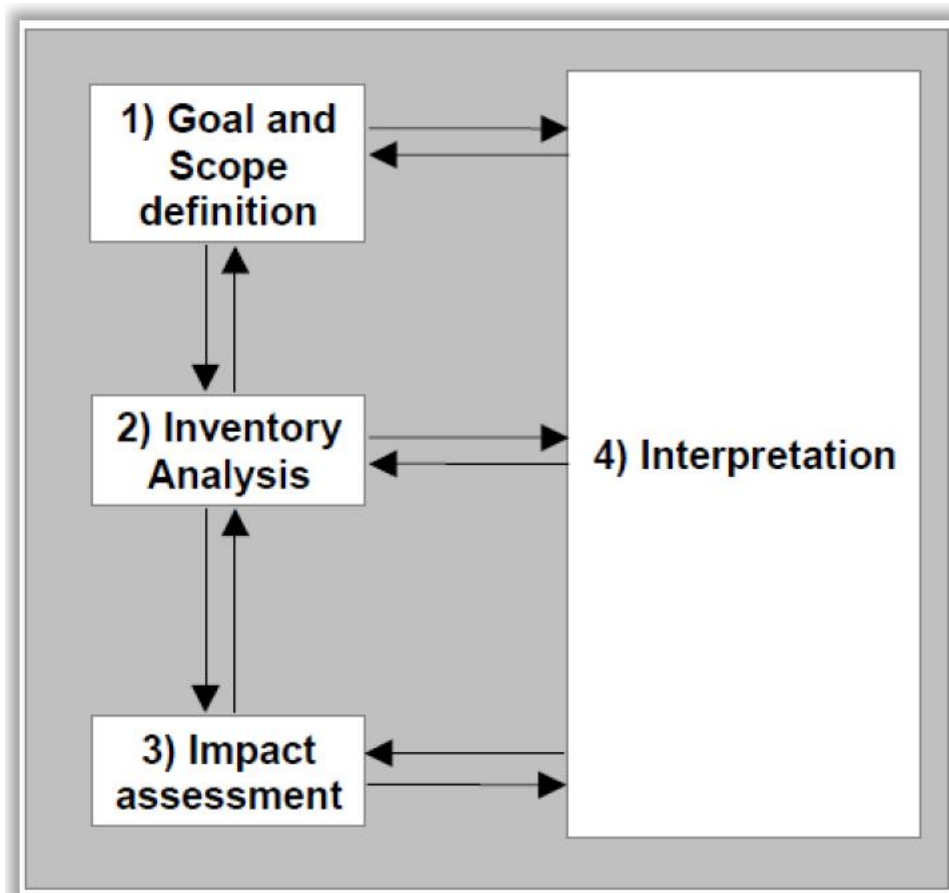 1) Goal and
Scope
definition
2) Inventory
Analysis
4) Interpretation
3) Impact
assessment